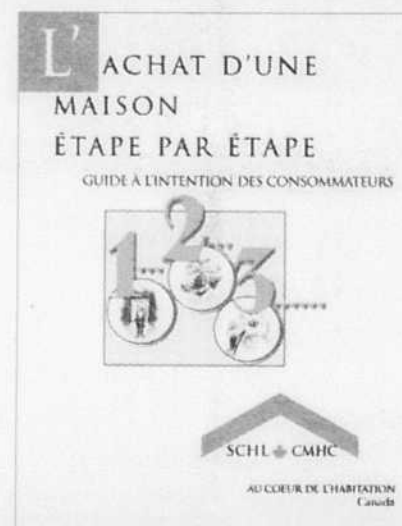 L'ACHAT D'UNE
MAISON
ÉTAPE PAR ÉTAPE
GUIDE À L'INTENTION DES CONSOMMATEURS
1 2 3
SCHL CMHC
AU COEUR DE L'HABITATION
Canada